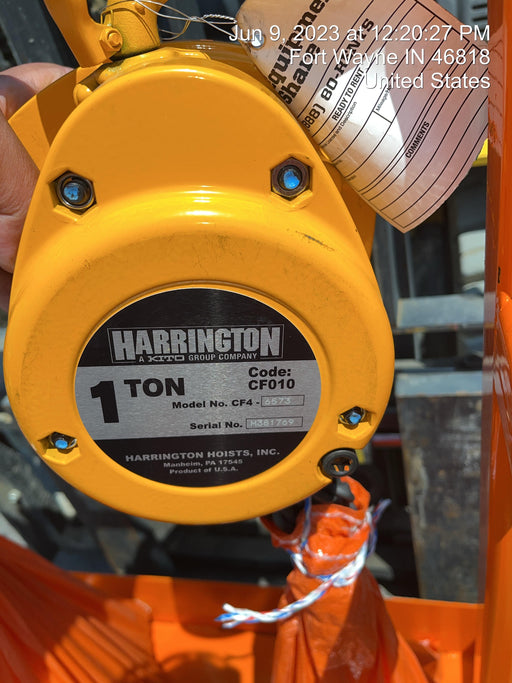 Jun 9, 2023 at 12:20:27 PM
Fort Wayne IN 46818
United States
READY TO RENT
COMMENTS
HARRINGTON
A KITO GROUP COMPANY
1 TON
Code:
CF010
Model No. CF4 - 6573
Serial No. M381769
HARRINGTON HOISTS, INC.
Manheim, PA 17545
Product of U.S.A.